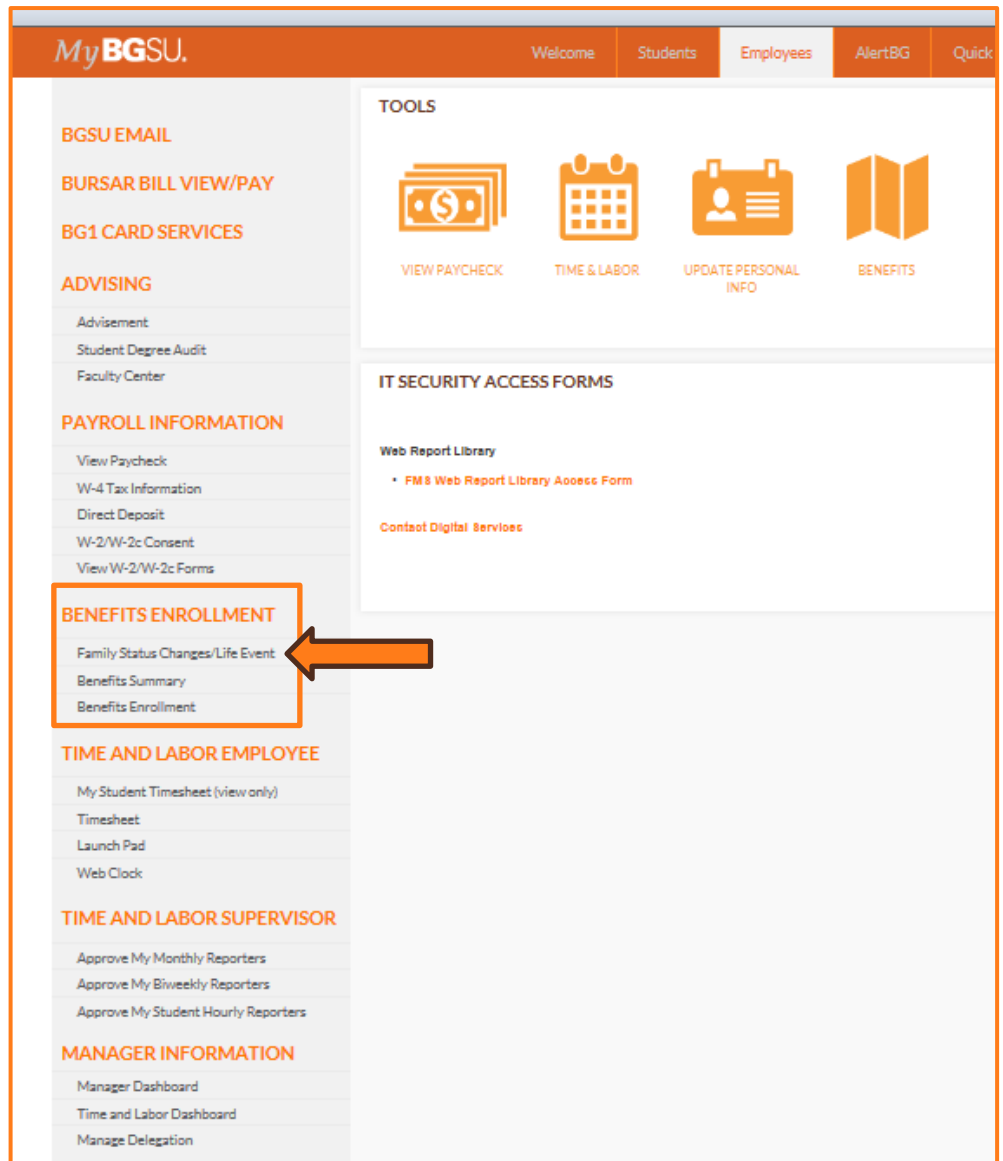 MyBGSU.
Welcome
Students
Employees
AlertBG
Quick
BGSU EMAIL
BURSAR BILL VIEW/PAY
BG1 CARD SERVICES
ADVISING
Advisement
Student Degree Audit
Faculty Center
PAYROLL INFORMATION
View Paycheck
W-4 Tax Information
Direct Deposit
W-2/W-2c Consent
View W-2/W-2c Forms
BENEFITS ENROLLMENT
Family Status Changes/Life Event
Benefits Summary
Benefits Enrollment
TIME AND LABOR EMPLOYEE
My Student Timesheet (view only)
Timesheet
Launch Pad
Web Clock
TIME AND LABOR SUPERVISOR
Approve My Monthly Reporters
Approve My Biweekly Reporters
Approve My Student Hourly Reporters
MANAGER INFORMATION
Manager Dashboard
Time and Labor Dashboard
Manage Delegation
TOOLS
VIEW PAYCHECK
TIME & LABOR
UPDATE PERSONAL
INFO
BENEFITS
IT SECURITY ACCESS FORMS
Web Report Library
• FMS Web Report Library Access Form
Contact Digital Services